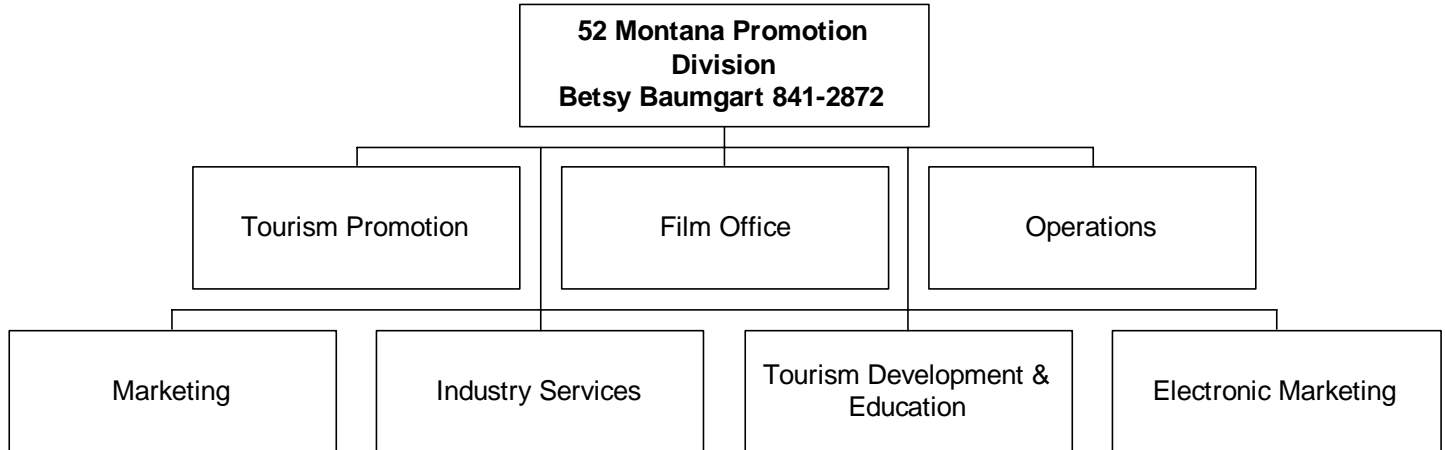 52 Montana Promotion
Division
Betsy Baumgart 841-2872
Tourism Promotion
Film Office
Operations
Marketing
Industry Services
Tourism Development &
Education
Electronic Marketing